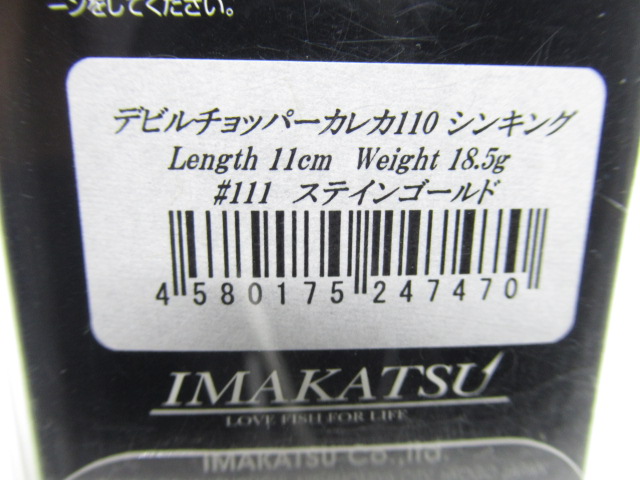 ーンをしてください。
デビルチョッパーカレカ110 シンキング
Length 11cm Weight 18.5g
#111 ステインゴールド
4 580175 247470
IMAKATSU
LOVE FISH FOR LIFE
IMAKATSU Co.,ltd.